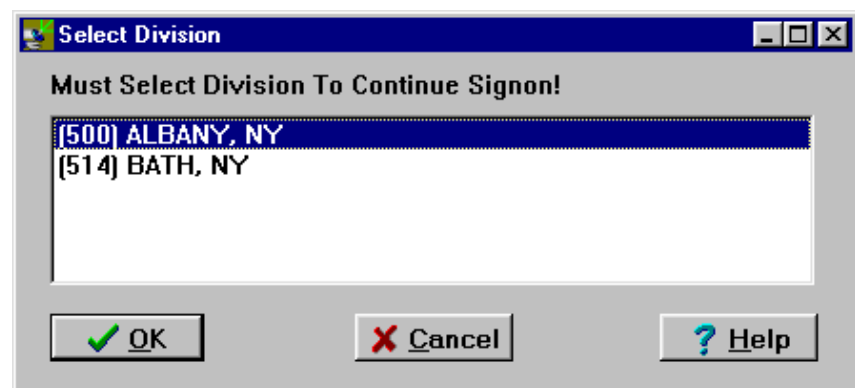 Select Division
Must Select Division To Continue Signon!
(500) ALBANY, NY
(514) BATH, NY
OK Cancel Help